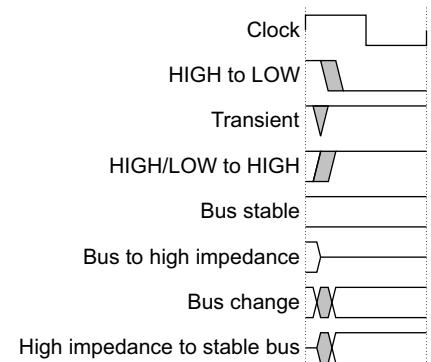 Clock
HIGH to LOW
Transient
HIGH/LOW to HIGH
Bus stable
Bus to high impedance
Bus change
High impedance to stable bus